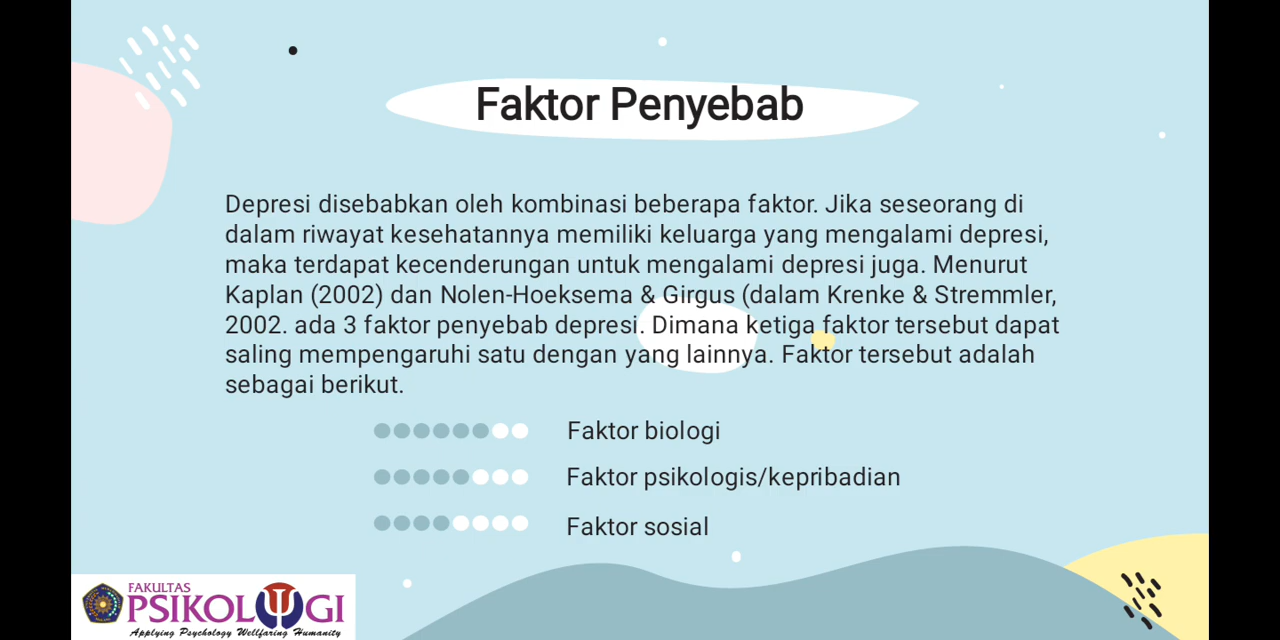 Faktor Penyebab
Depresi disebabkan oleh kombinasi beberapa faktor. Jika seseorang di
dalam riwayat kesehatannya memiliki keluarga yang mengalami depresi,
maka terdapat kecenderungan untuk mengalami depresi juga. Menurut
Kaplan (2002) dan Nolen-Hoeksema & Girgus (dalam Krenke & Stremmler,
2002. ada 3 faktor penyebab depresi. Dimana ketiga faktor tersebut dapat
saling mempengaruhi satu dengan yang lainnya. Faktor tersebut adalah
sebagai berikut.
Faktor biologi
Faktor psikologis/kepribadian
Faktor sosial
FAKULTAS
PSIKOLOGI
Applying Psychology Wellfaring Humanity